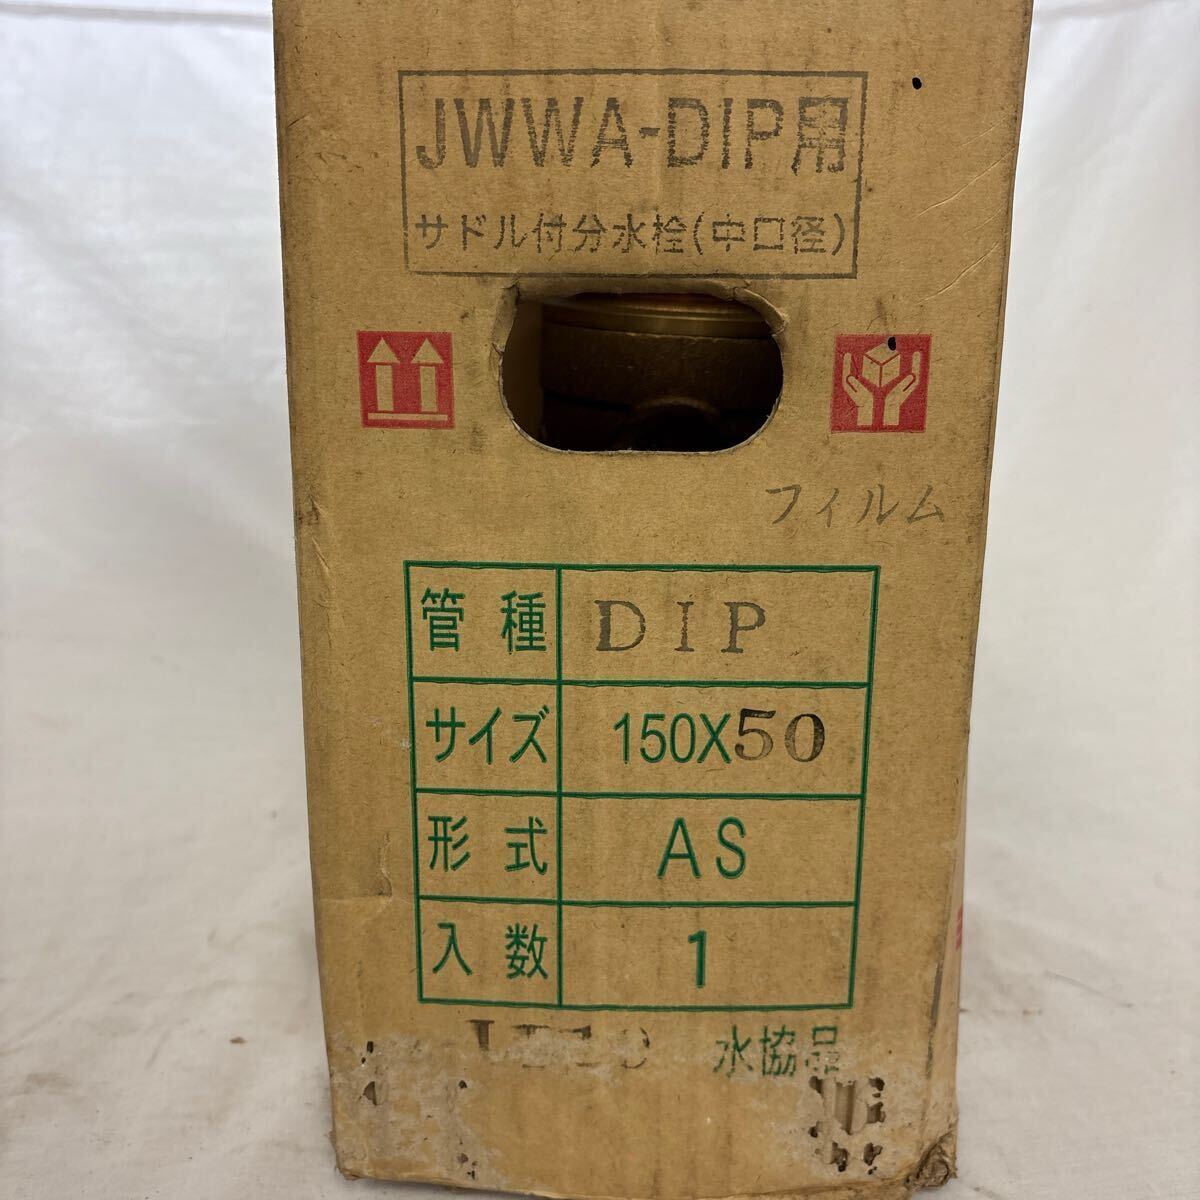 JWWA-DIP用
サドル付分水栓(中口径)
フィルム
管種 DIP
サイズ 150X50
形式 AS
入数 1
水協品